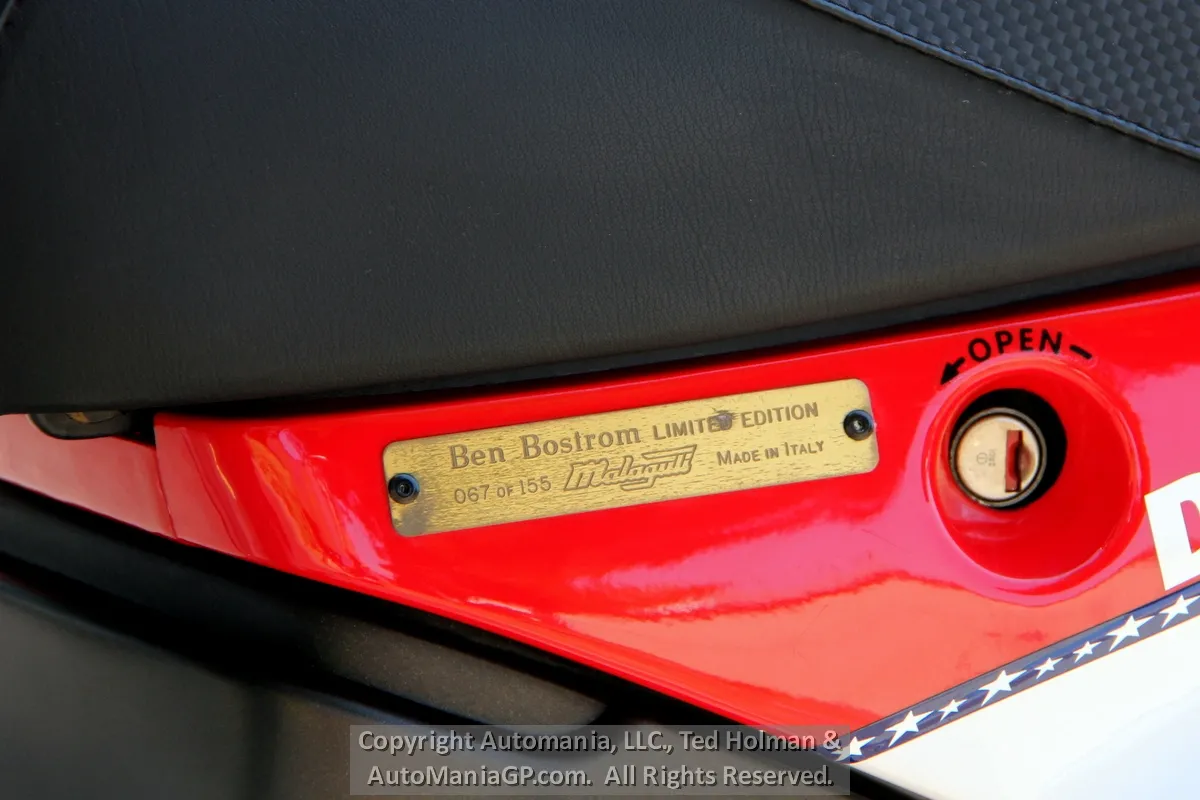 OPEN
Ben Bostrom LIMITED EDITION
067 OF 155 Malaguti MADE IN ITALY
Copyright Automania, LLC., Ted Holman &
AutoManiaGP.com. All Rights Reserved.